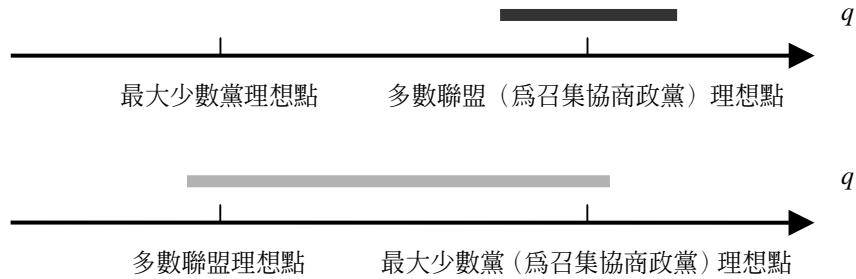 q
最大少數黨理想點 多數聯盟（爲召集協商政黨）理想點
q
多數聯盟理想點 最大少數黨（爲召集協商政黨）理想點